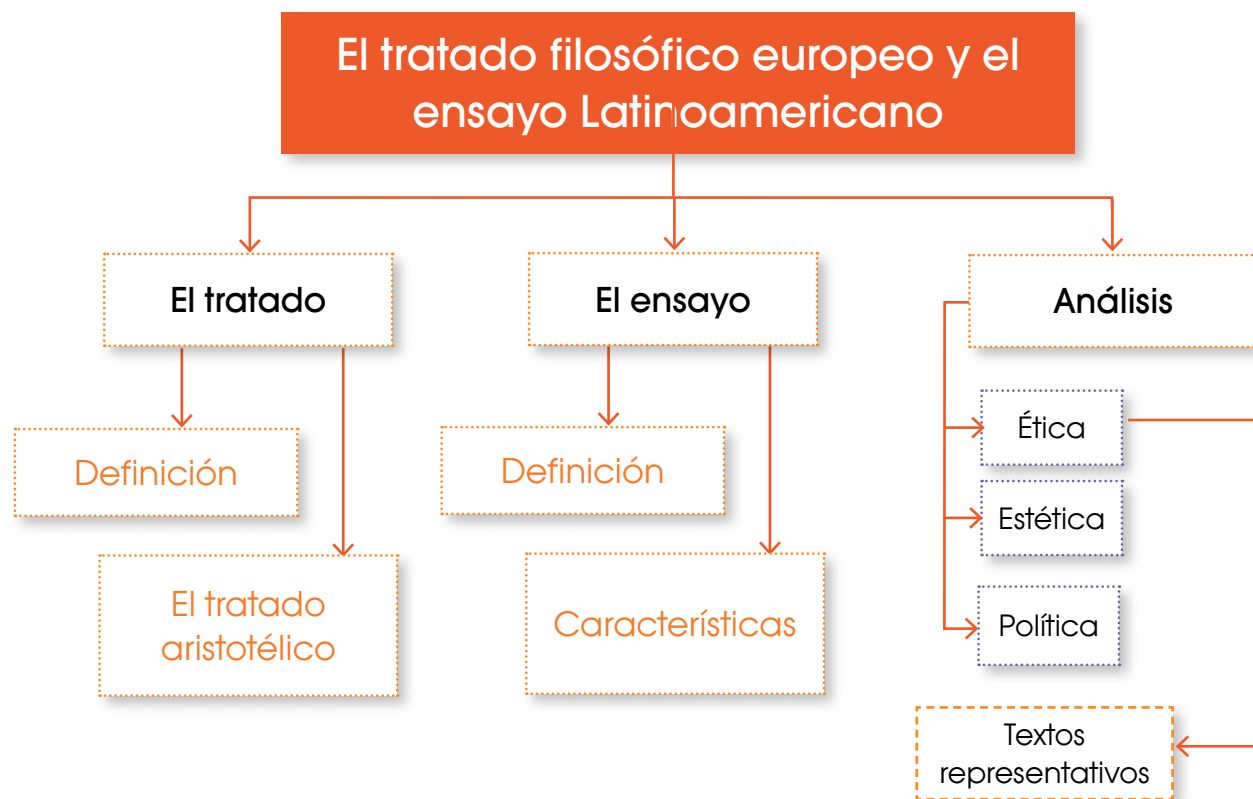 El tratado filosófico europeo y el
ensayo Latinoamericano
El tratado
El ensayo
Análisis
Definición
Definición
Ética
Estética
El tratado
aristotélico
Características
Política
Textos
representativos